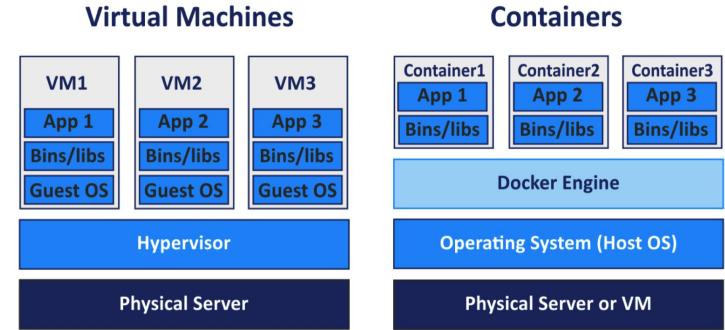 Virtual Machines
VM1
App 1
Bins/libs
Guest OS
VM2
App 2
Bins/libs
Guest OS
VM3
App 3
Bins/libs
Guest OS
Hypervisor
Physical Server
Containers
Container1
App 1
Bins/libs
Container2
App 2
Bins/libs
Container3
App 3
Bins/libs
Docker Engine
Operating System (Host OS)
Physical Server or VM